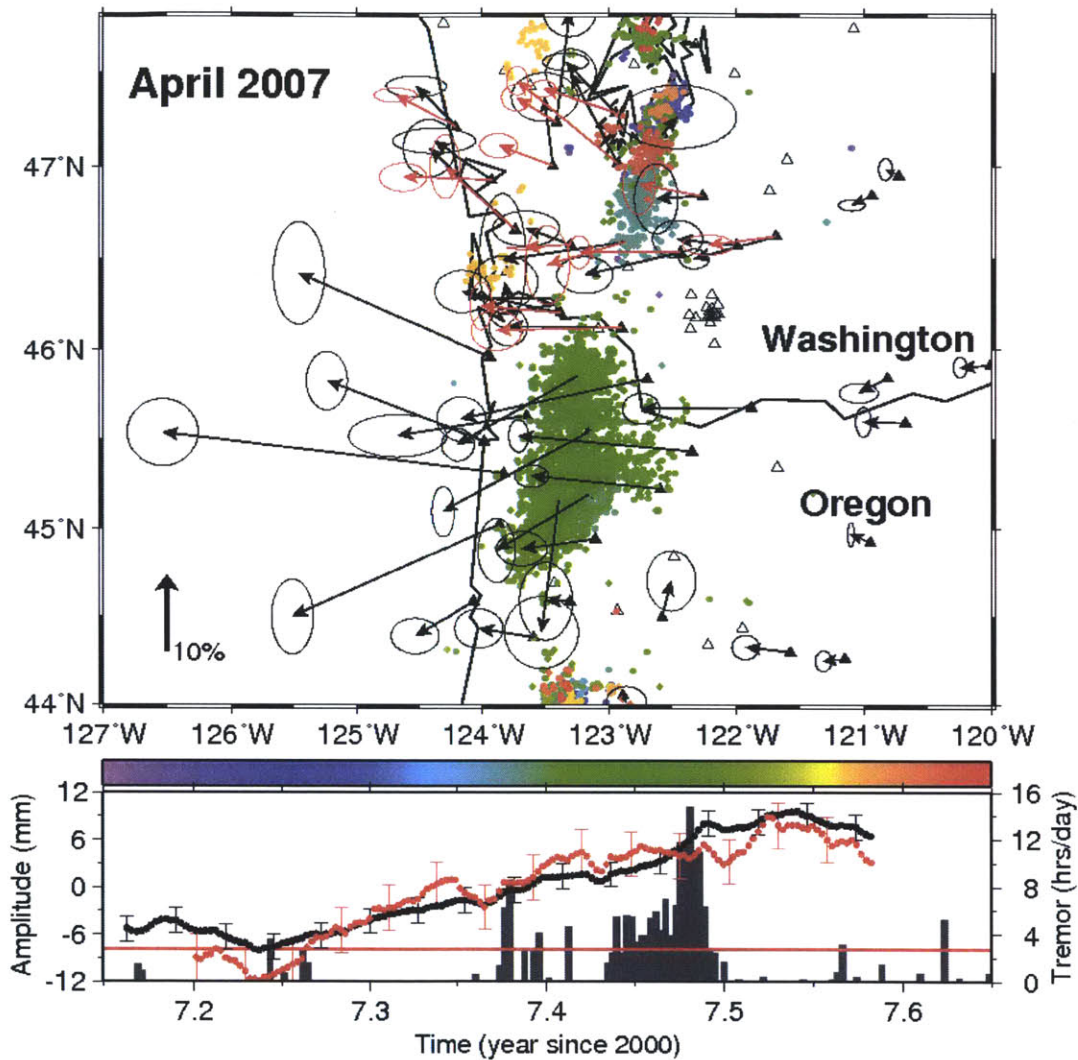 April 2007
47°N
46°N
45°N
44°N
Washington
Oregon
10%
127°W 126°W 125°W 124°W 123°W 122°W 121°W 120°W
12 16
6 12
0 8
-6 4
-12 0
Amplitude (mm)
Tremor (hrs/day)
7.2 7.3 7.4 7.5 7.6
Time (year since 2000)